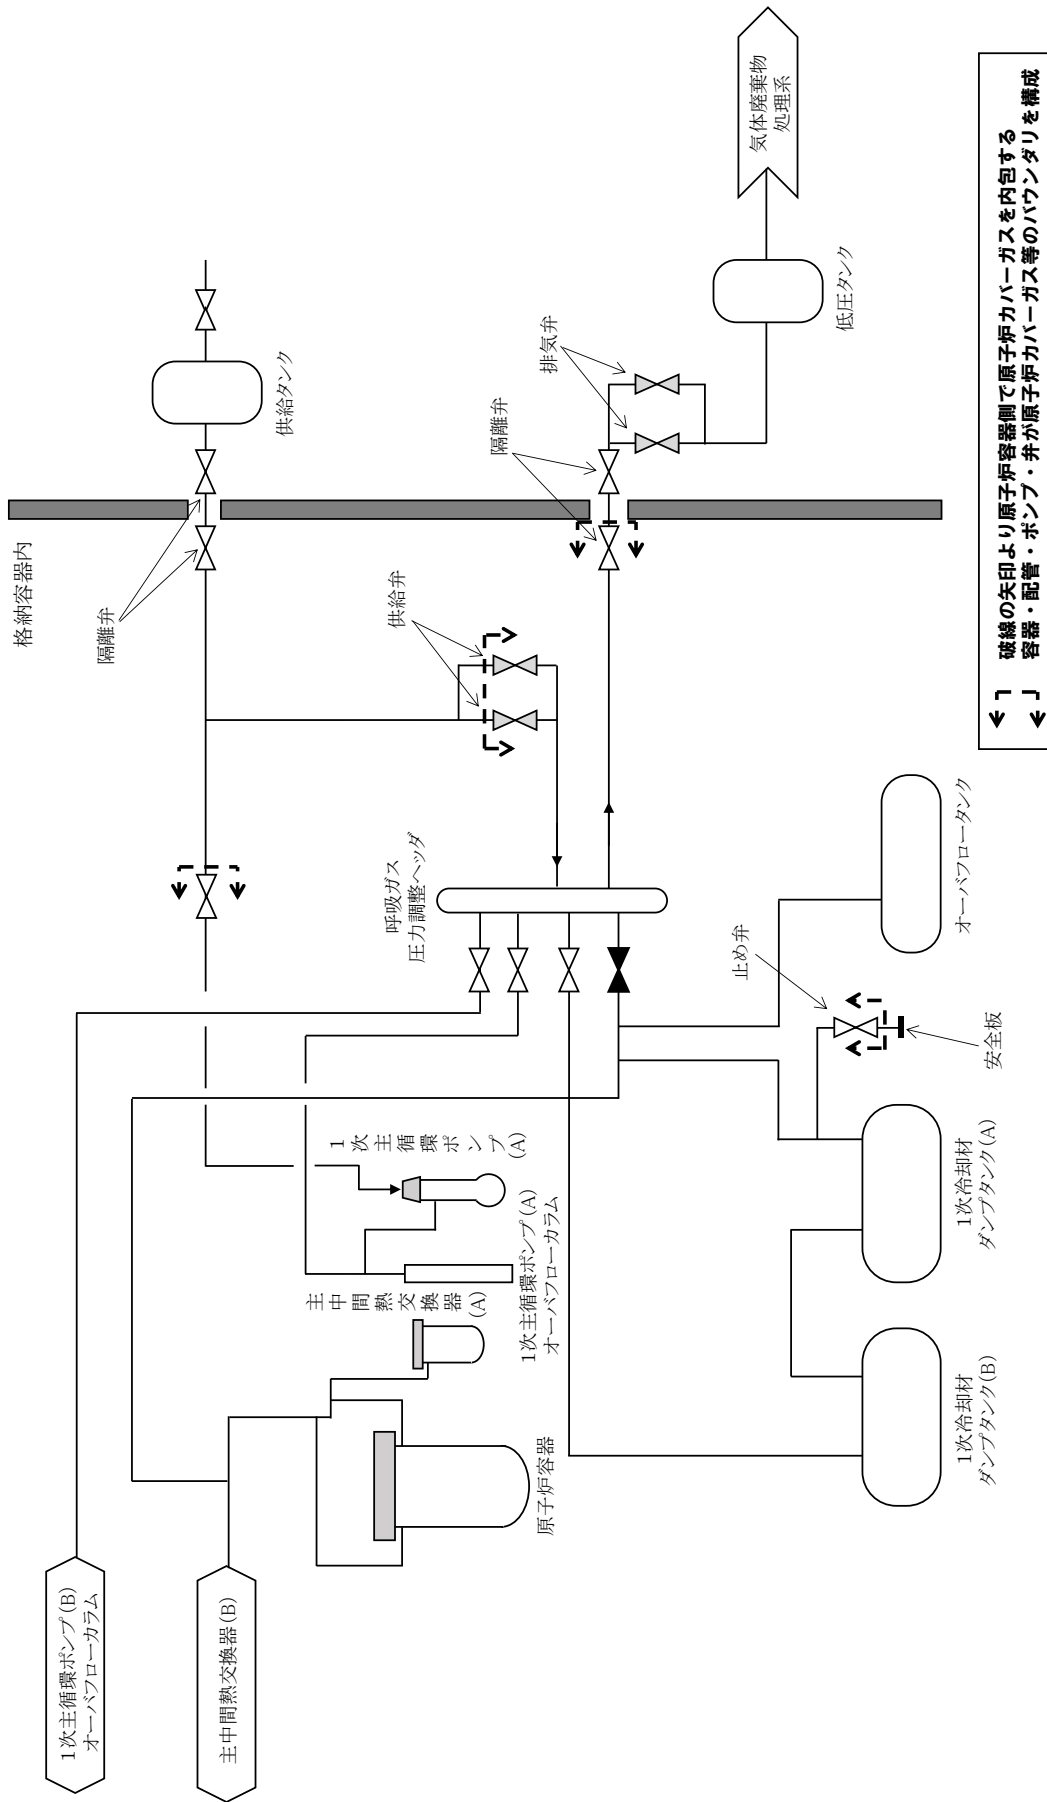 1次主循環ポンプ(B)
オーバフローカラム
主中間熱交換器(B)
原子炉容器
主中間熱交換器(A)
1次主循環ポンプ(A)
オーバフローカラム
1次主循環ポンプ(A)
1次冷却材
ダンプタンク(B)
1次冷却材
ダンプタンク(A)
安全板
止め弁
オーバフロータンク
呼吸ガス
圧力調整ヘッダ
供給弁
隔離弁
格納容器内
供給タンク
隔離弁
排気弁
低圧タンク
気体廃棄物
処理系
破線の矢印より原子炉容器側で原子炉カバーガスを内包する
容器・配管・ポンプ・弁が原子炉カバーガス等のバウンダリを構成